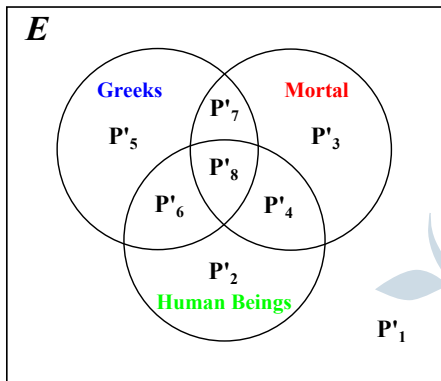 E
Greeks
Mortal
P'7
P'5
P'3
P'8
P'6
P'4
P'2
Human Beings
P'1